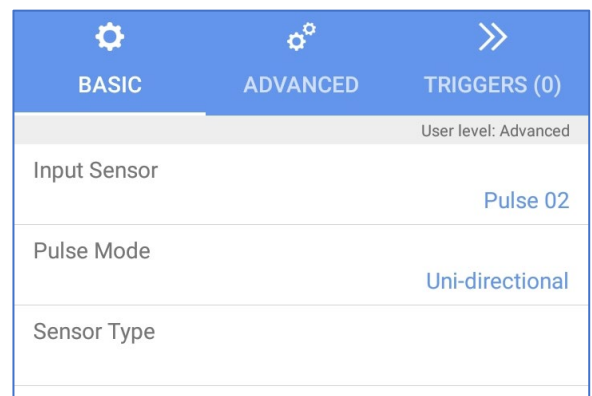 BASIC ADVANCED TRIGGERS (0)
User level: Advanced
Input Sensor
Pulse 02
Pulse Mode
Uni-directional
Sensor Type